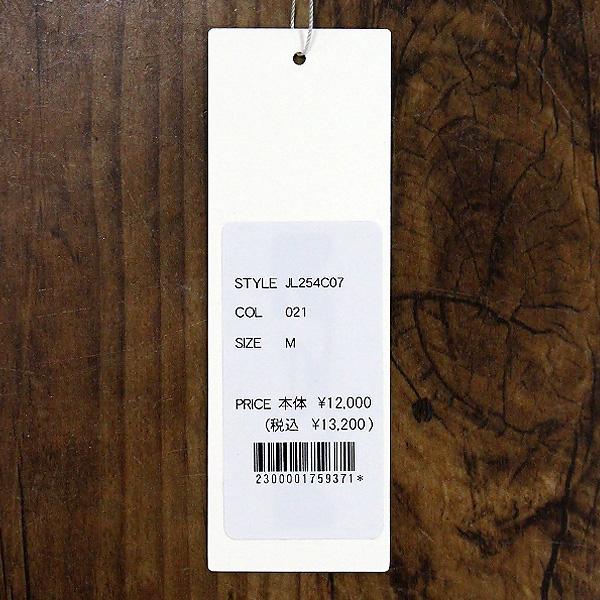 STYLE JL254C07
COL 021
SIZE M
PRICE 本体 ¥12,000
(税込 ¥13,200)
2300001759371*